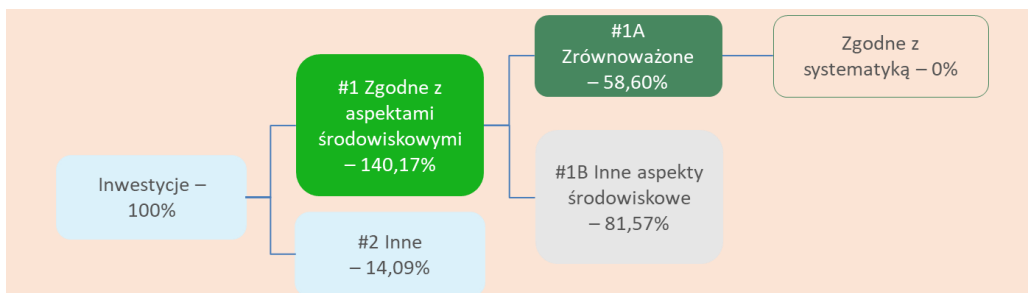 Inwestycje –
100%
#1 Zgodne z
aspektami
środowiskowymi
– 140,17%
#2 Inne
– 14,09%
#1A
Zrównoważone
– 58,60%
#1B Inne aspekty
środowiskowe
– 81,57%
Zgodne z
systematyką – 0%